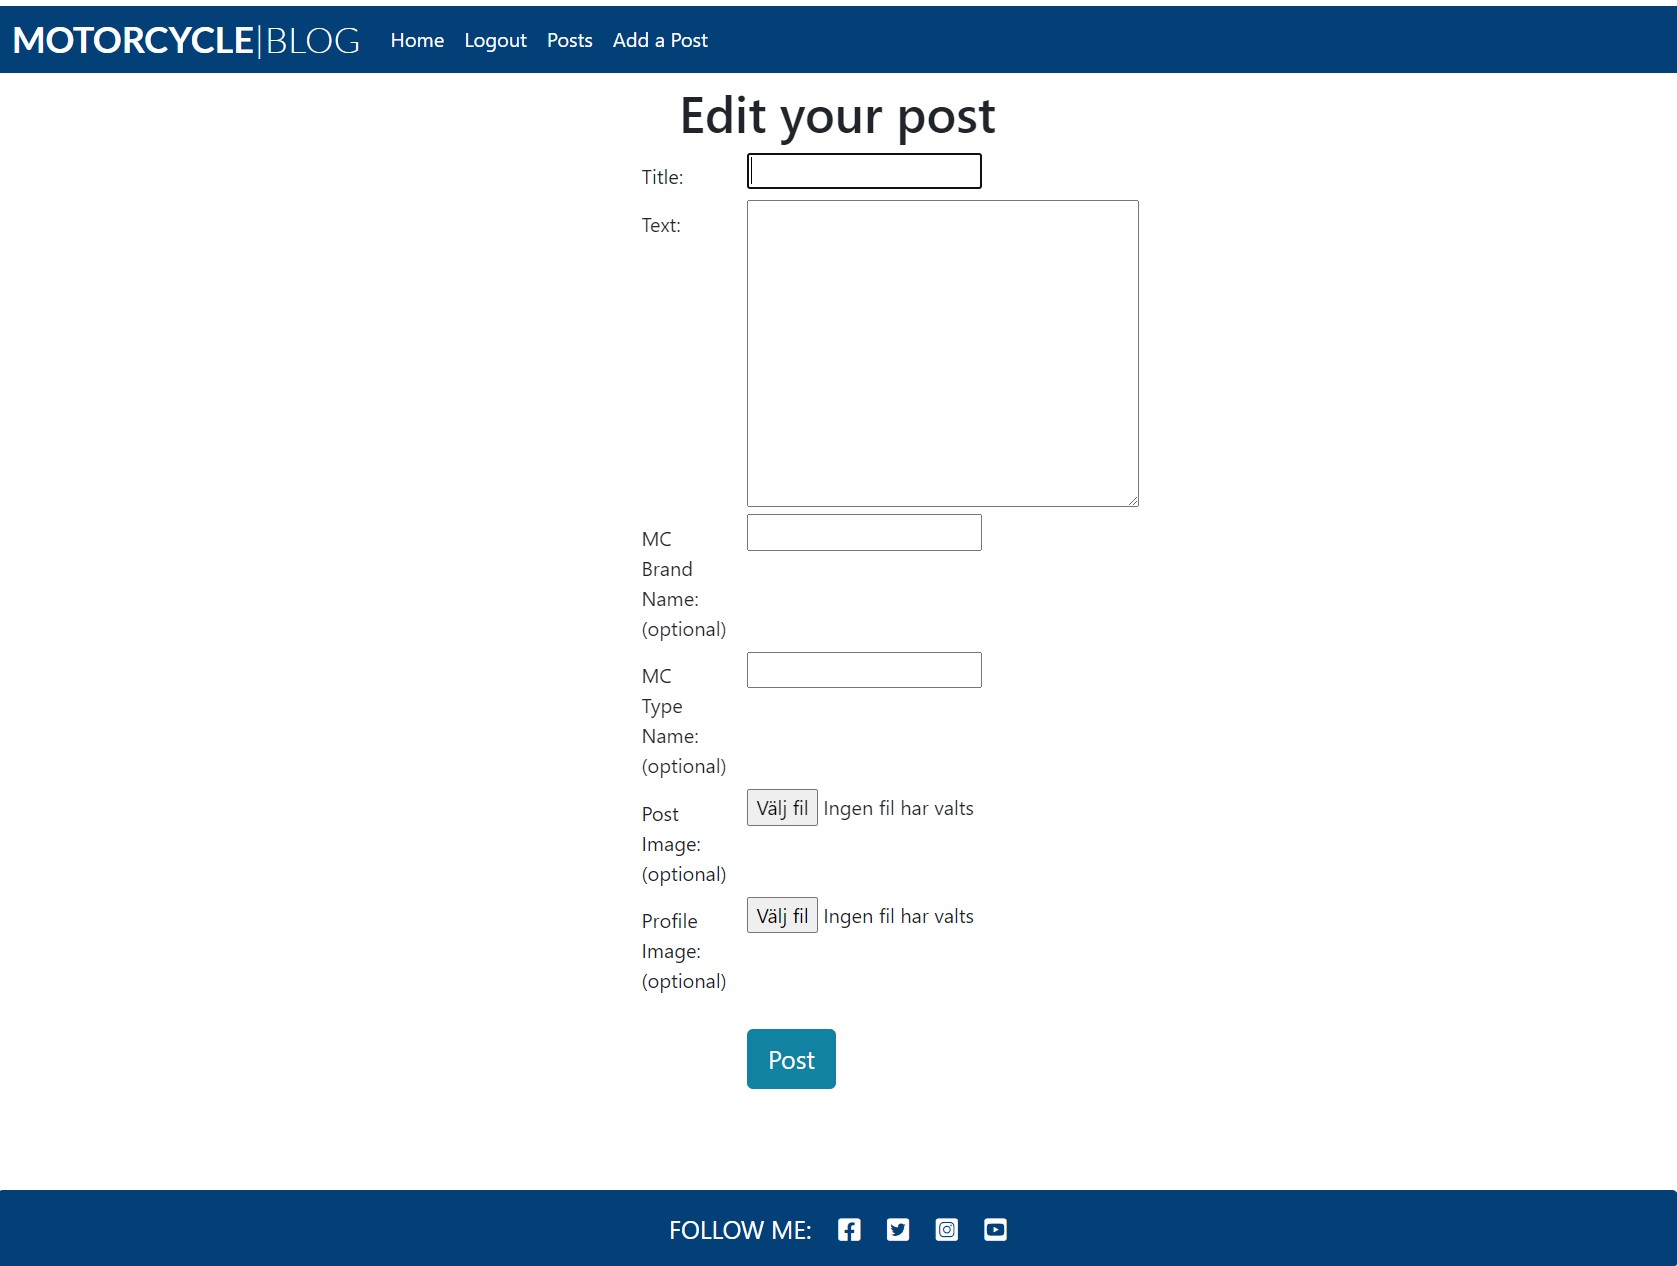 MOTORCYCLE|BLOG Home Logout Posts Add a Post
Edit your post
Title:
Text:
MC
Brand
Name:
(optional)
MC
Type
Name:
(optional)
Post
Image:
(optional)
Välj fil Ingen fil har valts
Profile
Image:
(optional)
Välj fil Ingen fil har valts
Post
FOLLOW ME: